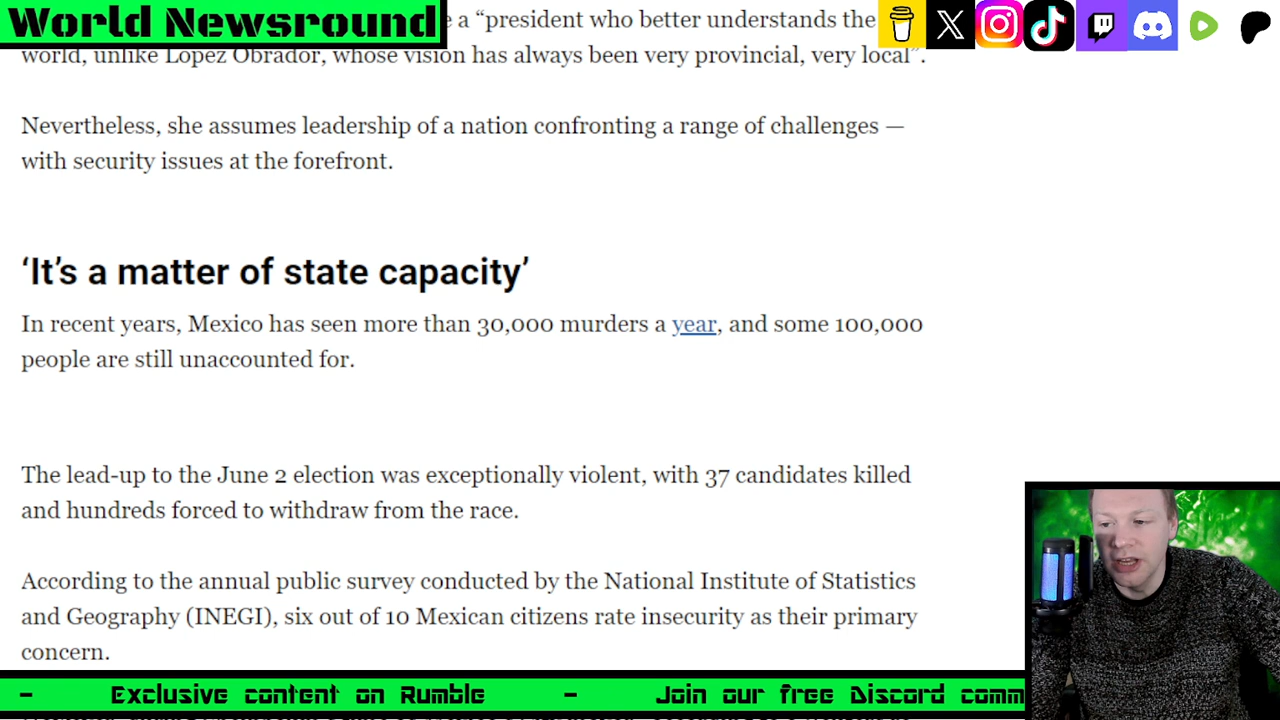 World Newsround
e a “president who better understands the
world, unlike Lopez Obrador, whose vision has always been very provincial, very local”.
Nevertheless, she assumes leadership of a nation confronting a range of challenges —
with security issues at the forefront.
‘It’s a matter of state capacity’
In recent years, Mexico has seen more than 30,000 murders a year, and some 100,000
people are still unaccounted for.
The lead-up to the June 2 election was exceptionally violent, with 37 candidates killed
and hundreds forced to withdraw from the race.
According to the annual public survey conducted by the National Institute of Statistics
and Geography (INEGI), six out of 10 Mexican citizens rate insecurity as their primary
concern.
- Exclusive content on Rumble - Join our free Discord comm